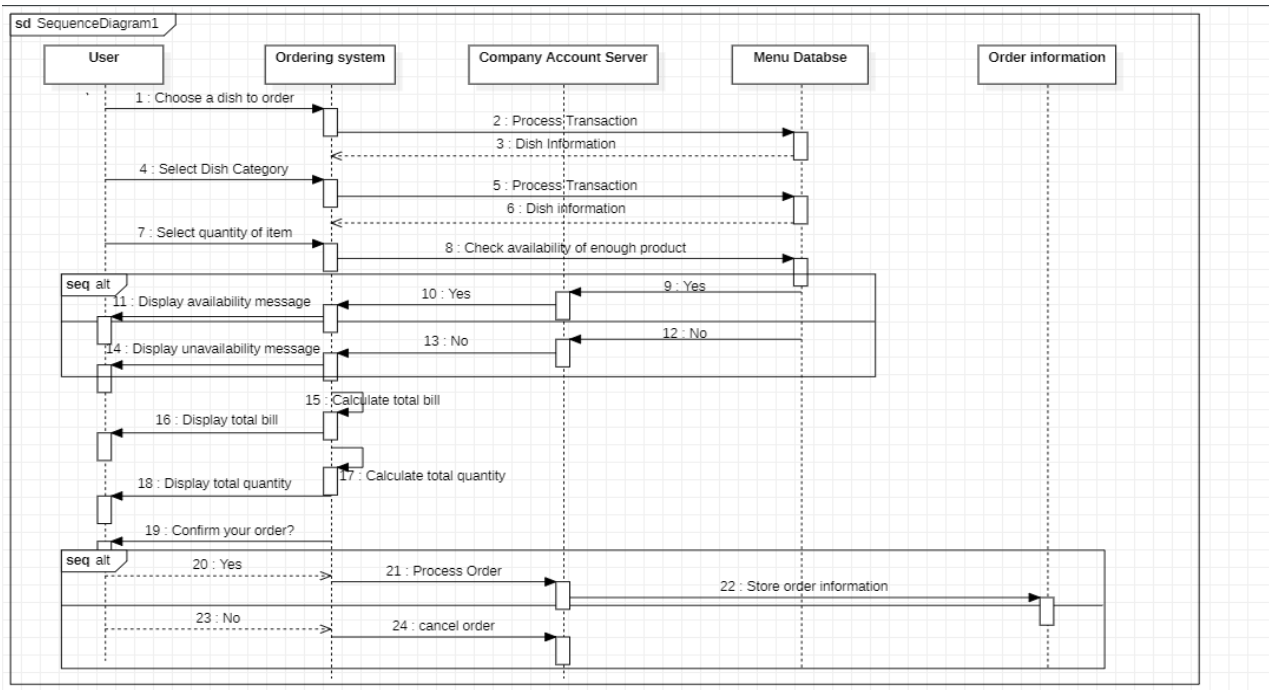 sd SequenceDiagram1
User
Ordering system
Company Account Server
Menu Databse
Order information
1 : Choose a dish to order
2 : Process Transaction
3 : Dish Information
4 : Select Dish Category
5 : Process Transaction
6 : Dish information
7 : Select quantity of item
8 : Check availability of enough product
seq alt
9 : Yes
10 : Yes
11 : Display availability message
12 : No
13 : No
14 : Display unavailability message
15 : Calculate total bill
16 : Display total bill
17 : Calculate total quantity
18 : Display total quantity
19 : Confirm your order?
seq alt
20 : Yes
21 : Process Order
22 : Store order information
23 : No
24 : cancel order